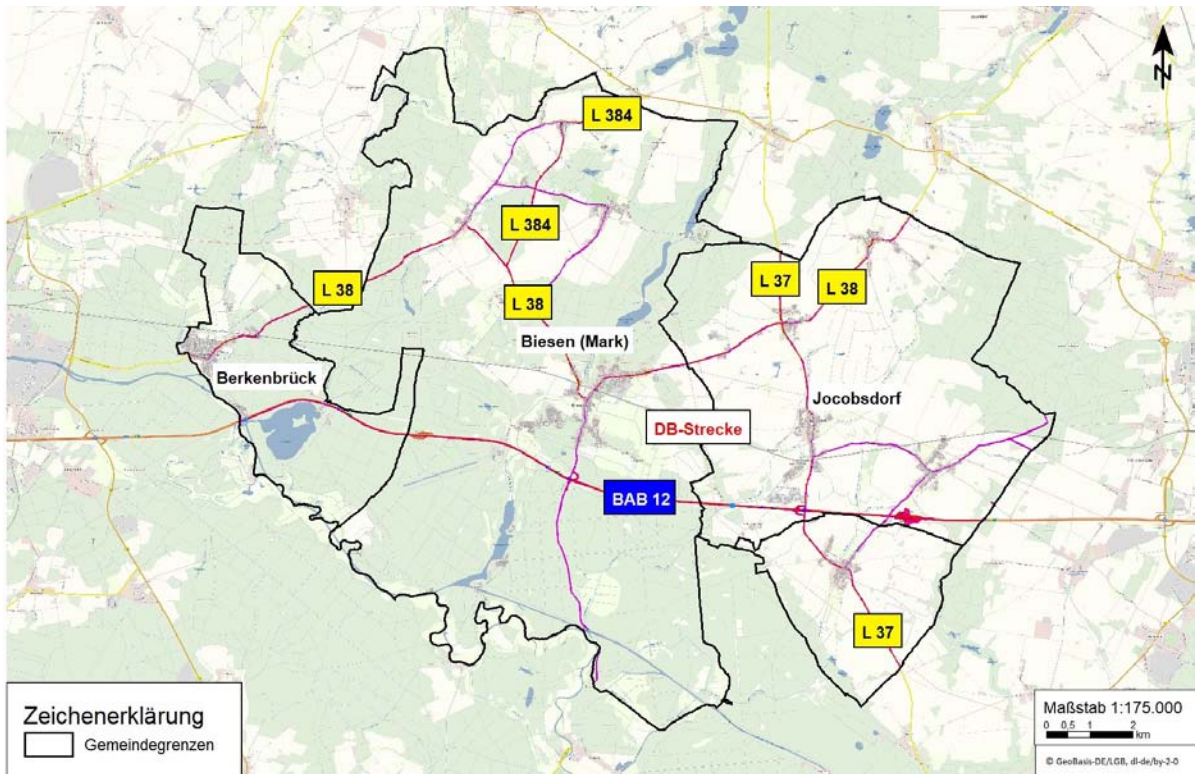 N
L 384
L 384
L 38
L 38
L 37
L 38
Biesen (Mark)
Berkenbrück
Jocobsdorf
DB-Strecke
BAB 12
L 37
Zeichenerklärung
Gemeindegrenzen
Maßstab 1:175.000
0 0,5 1 2
km
© GeoBasis-DE/LGB, dl-de/by-2-0